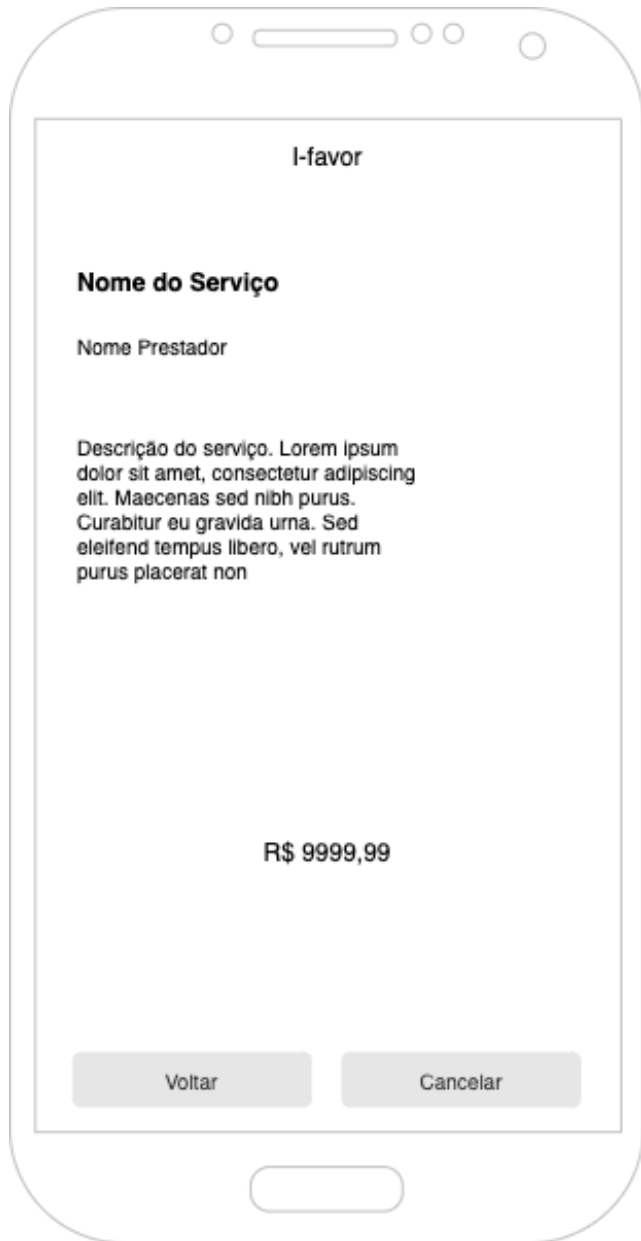 I-favor
Nome do Serviço
Nome Prestador
Descrição do serviço. Lorem ipsum
dolor sit amet, consectetur adipiscing
elit. Maecenas sed nibh purus.
Curabitur eu gravida urna. Sed
eleifend tempus libero, vel rutrum
purus placerat non
R$ 9999,99
Voltar
Cancelar